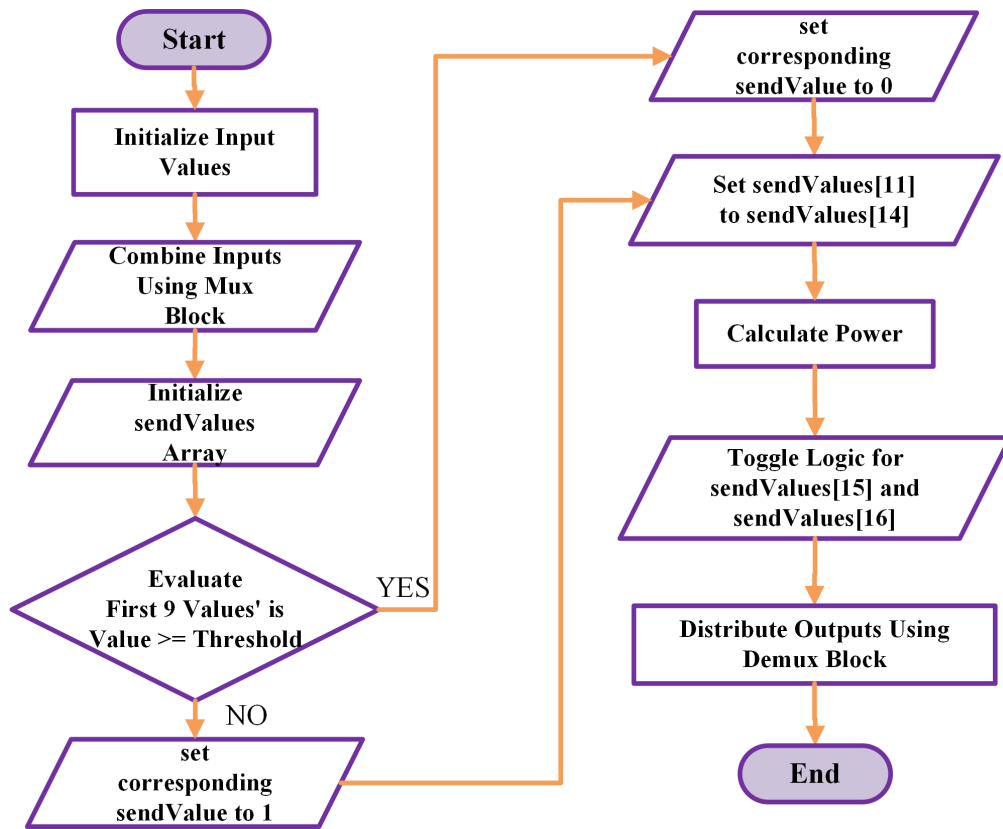 Start
Initialize Input
Values
Combine Inputs
Using Mux
Block
Initialize
sendValues
Array
Evaluate
First 9 Values' is
Value >= Threshold
YES
NO
set
corresponding
sendValue to 1
set
corresponding
sendValue to 0
Set sendValues[11]
to sendValues[14]
Calculate Power
Toggle Logic for
sendValues[15] and
sendValues[16]
Distribute Outputs Using
Demux Block
End